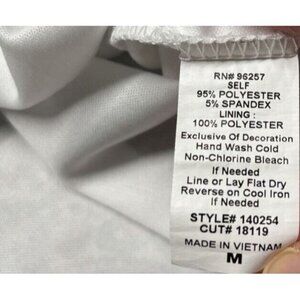 RN# 96257
SELF
95% POLYESTER
5% SPANDEX
LINING :
100% POLYESTER
Exclusive Of Decoration
Hand Wash Cold
Non-Chlorine Bleach
If Needed
Line or Lay Flat Dry
Reverse on Cool Iron
If Needed
STYLE# 140254
CUT# 18119
MADE IN VIETNAM
M